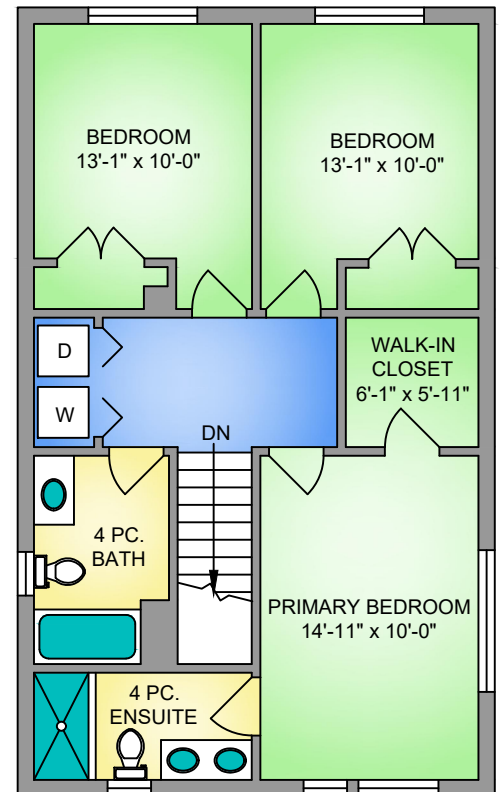 BEDROOM
13'-1" x 10'-0"
BEDROOM
13'-1" x 10'-0"
D
W
WALK-IN
CLOSET
6'-1" x 5'-11"
DN
4 PC.
BATH
PRIMARY BEDROOM
14'-11" x 10'-0"
4 PC.
ENSUITE